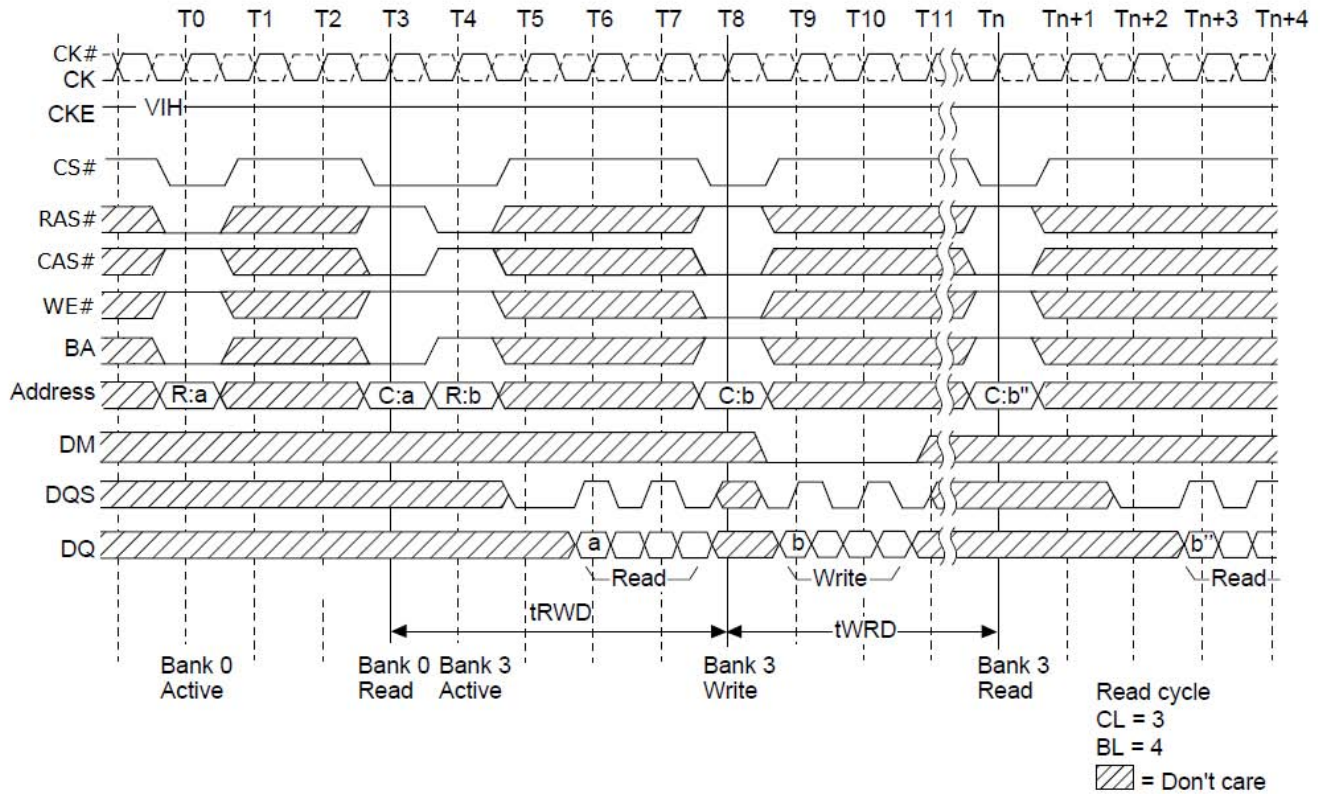 T0 T1 T2 T3 T4 T5 T6 T7 T8 T9 T10 T11 Tn Tn+1 Tn+2 Tn+3 Tn+4
CK#
CK
CKE VIH
CS#
RAS#
CAS#
WE#
BA
Address R:a C:a R:b C:b C:b"
DM
DQS
DQ a b b''
Read Write Read
tRWD
tWRD
Bank 0 Bank 0 Bank 3 Bank 3 Bank 3
Active Read Active Write Read
Read cycle
CL = 3
BL = 4
= Don't care